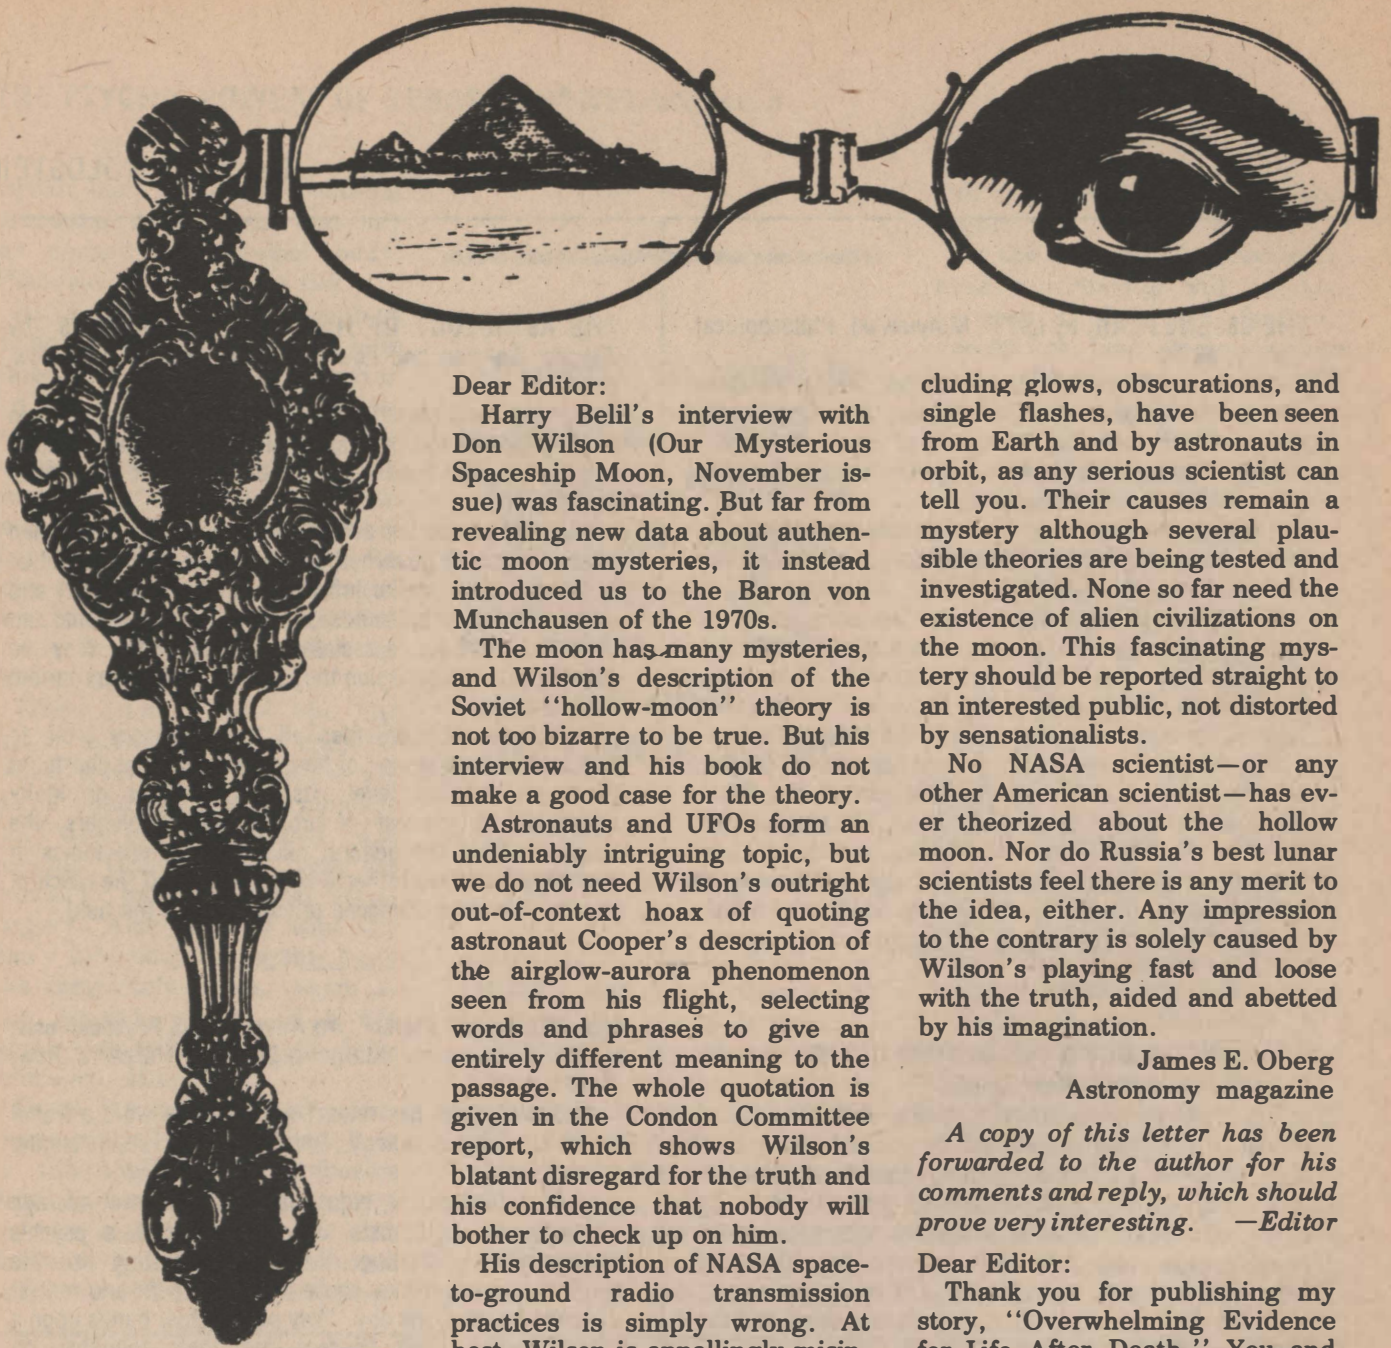 Dear Editor:
Harry Belil's interview with
Don Wilson (Our Mysterious
Spaceship Moon, November is-
sue) was fascinating. But far from
revealing new data about authen-
tic moon mysteries, it instead
introduced us to the Baron von
Munchausen of the 1970s.
The moon has many mysteries,
and Wilson's description of the
Soviet "hollow-moon" theory is
not too bizarre to be true. But his
interview and his book do not
make a good case for the theory.
Astronauts and UFOs form an
undeniably intriguing topic, but
we do not need Wilson's outright
out-of-context hoax of quoting
astronaut Cooper's description of
the airglow-aurora phenomenon
seen from his flight, selecting
words and phrases to give an
entirely different meaning to the
passage. The whole quotation is
given in the Condon Committee
report, which shows Wilson's
blatant disregard for the truth and
his confidence that nobody will
bother to check up on him.
His description of NASA space-
to-ground radio transmission
practices is simply wrong. At
best, Wilson is appallingly misin-
cluding glows, obscurations, and
single flashes, have been seen
from Earth and by astronauts in
orbit, as any serious scientist can
tell you. Their causes remain a
mystery although several plau-
sible theories are being tested and
investigated. None so far need the
existence of alien civilizations on
the moon. This fascinating mys-
tery should be reported straight to
an interested public, not distorted
by sensationalists.
No NASA scientist—or any
other American scientist—has ev-
er theorized about the hollow
moon. Nor do Russia's best lunar
scientists feel there is any merit to
the idea, either. Any impression
to the contrary is solely caused by
Wilson's playing fast and loose
with the truth, aided and abetted
by his imagination.
James E. Oberg
Astronomy magazine
A copy of this letter has been
forwarded to the author for his
comments and reply, which should
prove very interesting. —Editor
Dear Editor:
Thank you for publishing my
story, "Overwhelming Evidence
for Life After Death." You and